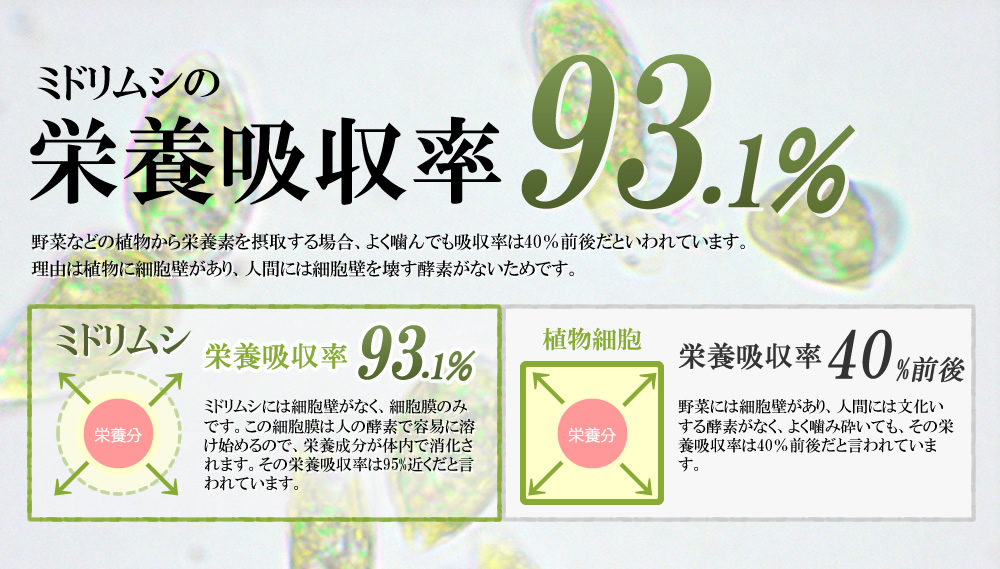 ミドリムシの
栄養吸収率 93.1%
野菜などの植物から栄養素を摂取する場合、よく噛んでも吸収率は40%前後だといわれています。
理由は植物に細胞壁があり、人間には細胞壁を壊す酵素がないためです。
ミドリムシ 栄養吸収率 93.1%
栄養分
ミドリムシには細胞壁がなく、細胞膜のみ
です。この細胞膜は人の酵素で容易に溶
け始めるので、栄養成分が体内で消化さ
れます。その栄養吸収率は95%近くだと言
われています。
植物細胞
栄養吸収率 40%前後
栄養分
野菜には細胞壁があり、人間には文化い
する酵素がなく、よく噛み砕いても、その栄
養吸収率は40%前後だと言われていま
す。